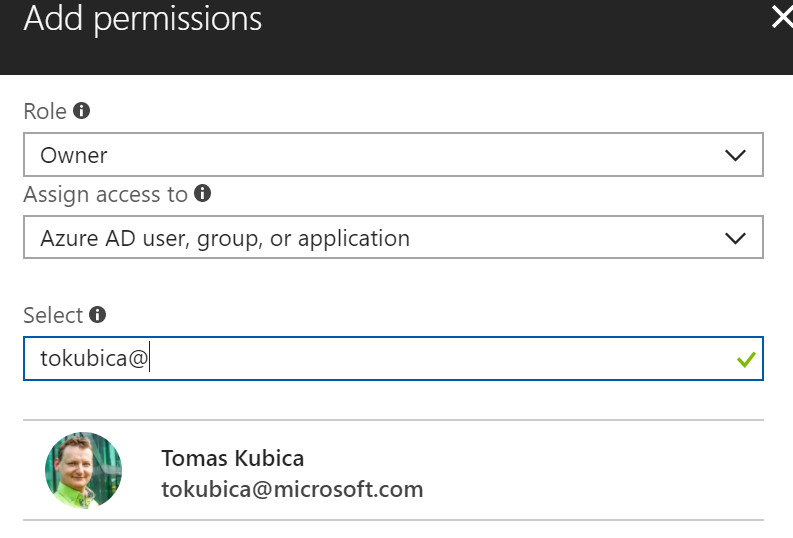 Add permissions
Role
Owner
Assign access to
Azure AD user, group, or application
Select
tokubica@
Tomas Kubica
tokubica@microsoft.com